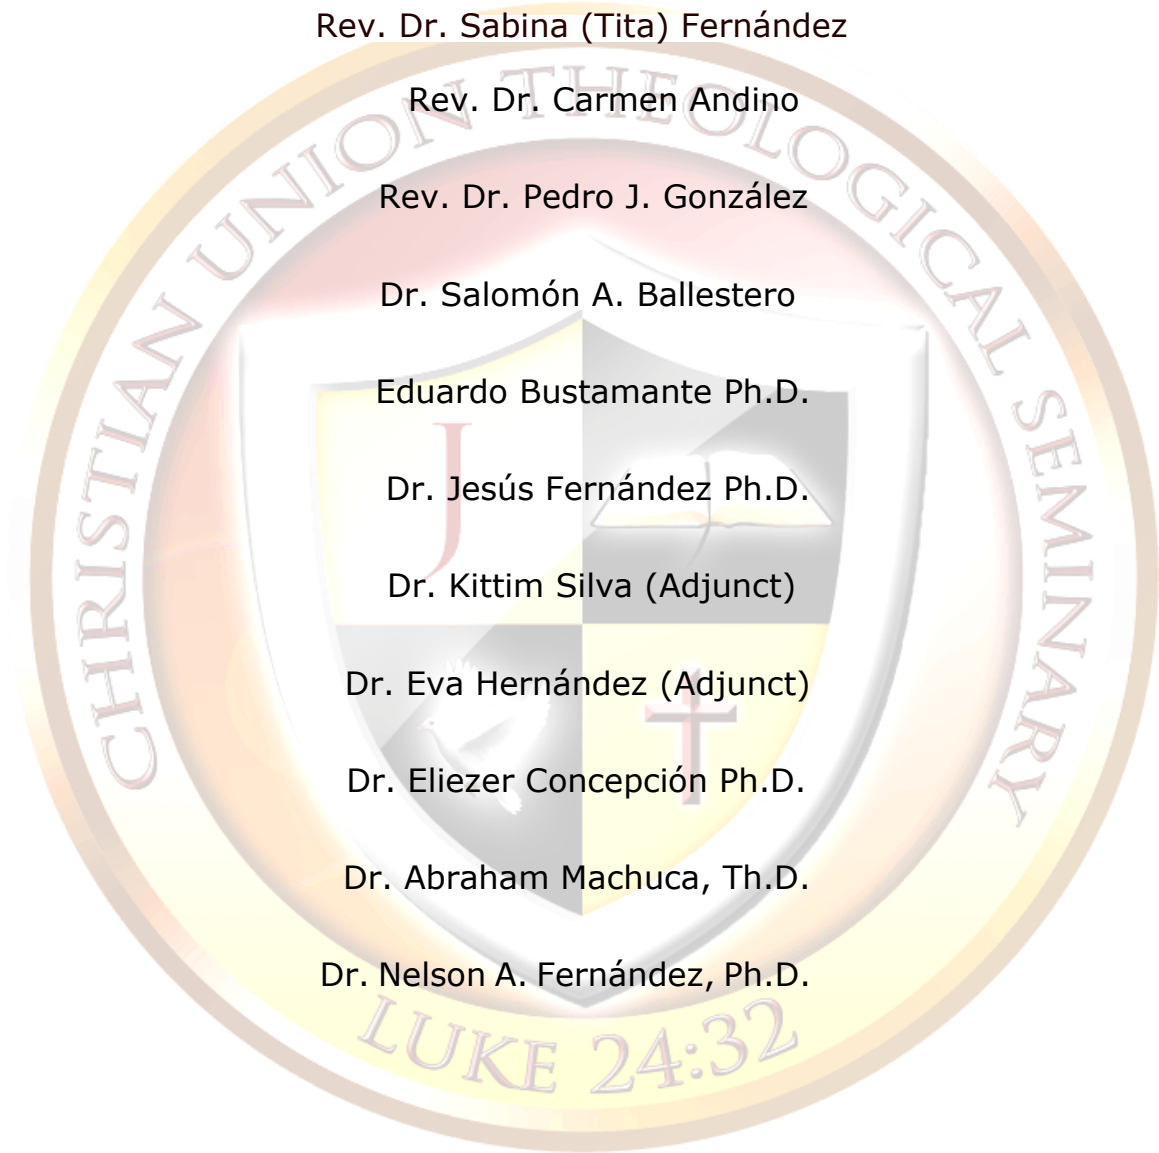 Rev. Dr. Sabina (Tita) Fernández
Rev. Dr. Carmen Andino
Rev. Dr. Pedro J. González
Dr. Salomón A. Ballestero
Eduardo Bustamante Ph.D.
Dr. Jesús Fernández Ph.D.
Dr. Kittim Silva (Adjunct)
Dr. Eva Hernández (Adjunct)
Dr. Eliezer Concepción Ph.D.
Dr. Abraham Machuca, Th.D.
Dr. Nelson A. Fernández, Ph.D.
CHRISTIAN UNION THEOLOGICAL SEMINARY
J
LUKE 24:32